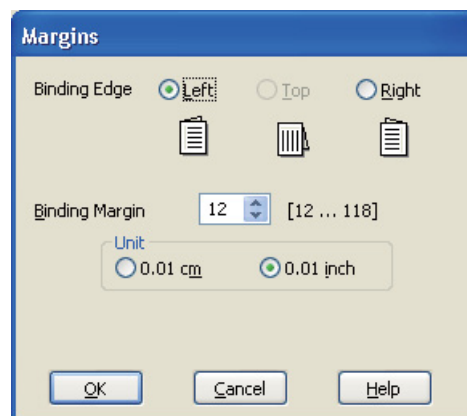 Margins
Binding Edge Left Top Right
Binding Margin 12 [12 ... 118]
Unit
0.01 cm 0.01 inch
OK Cancel Help